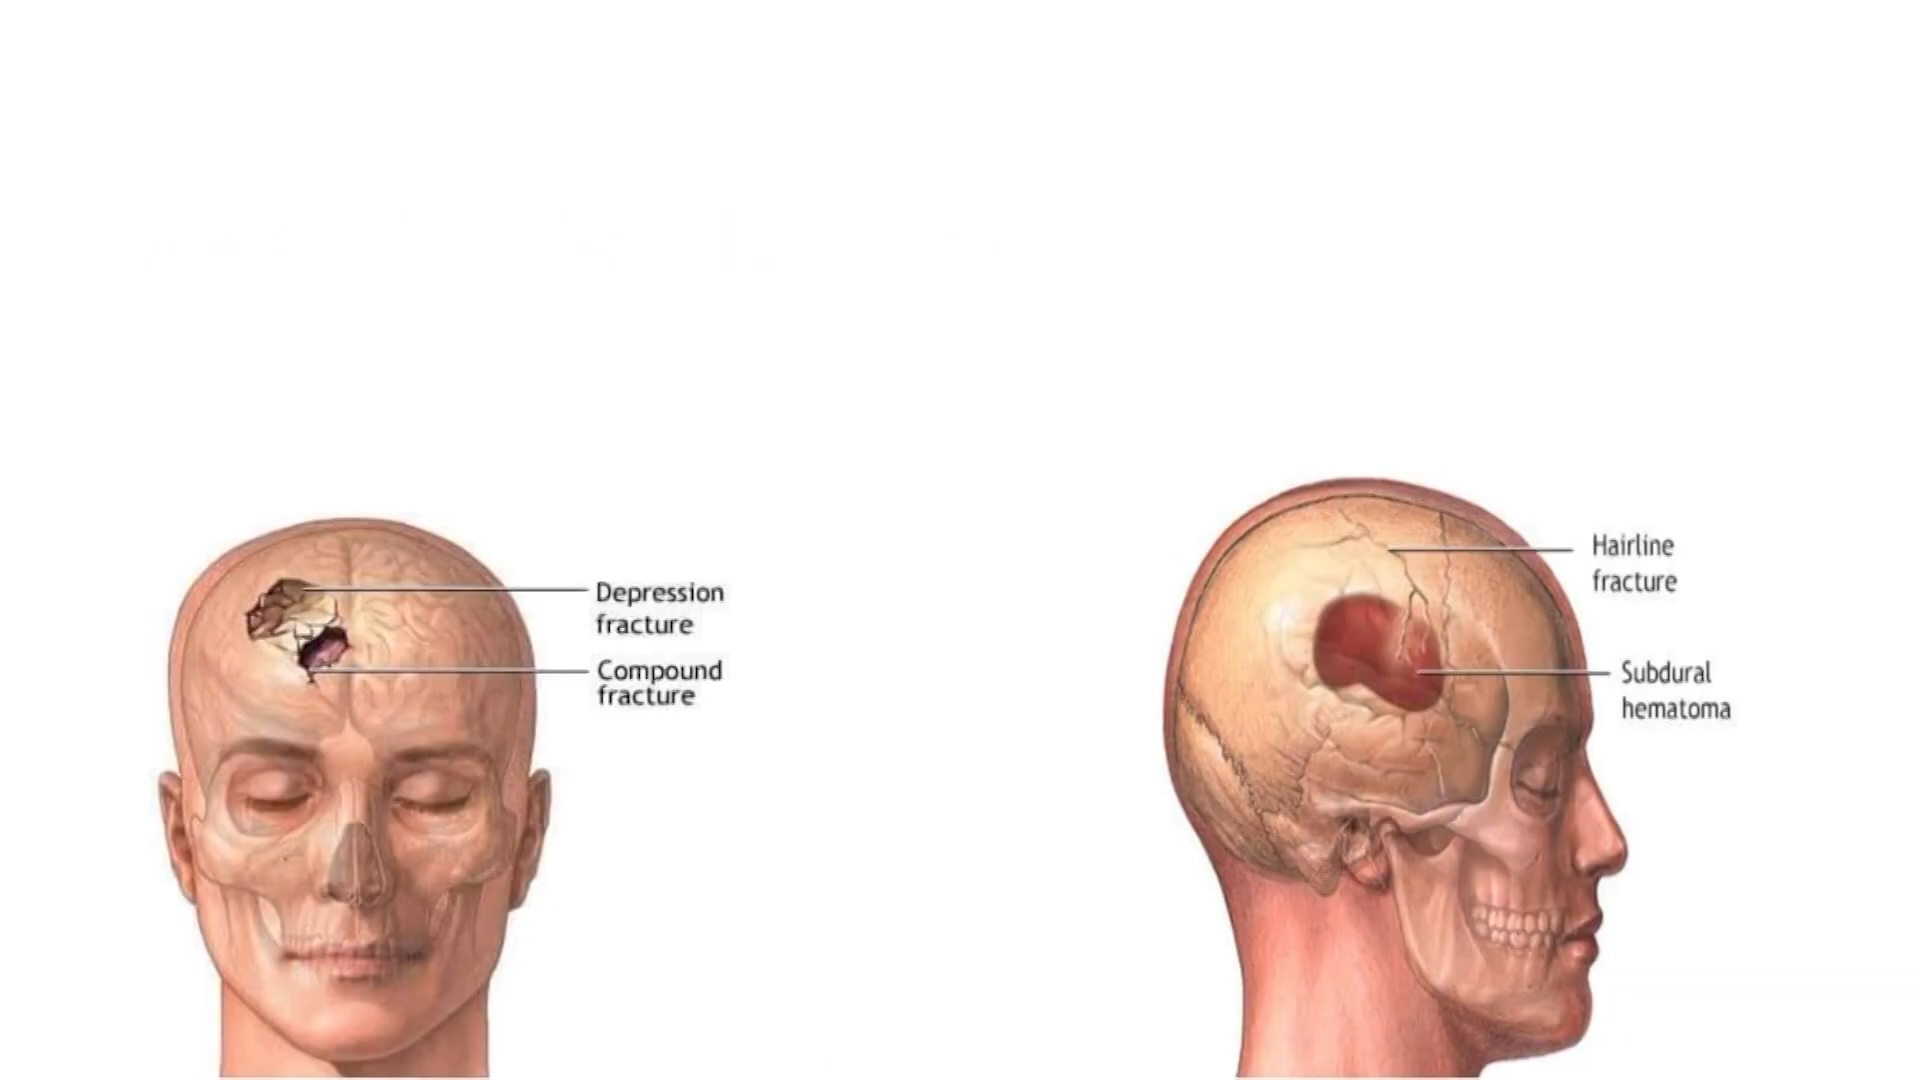 Depression
fracture
Compound
fracture
Hairline
fracture
Subdural
hematoma